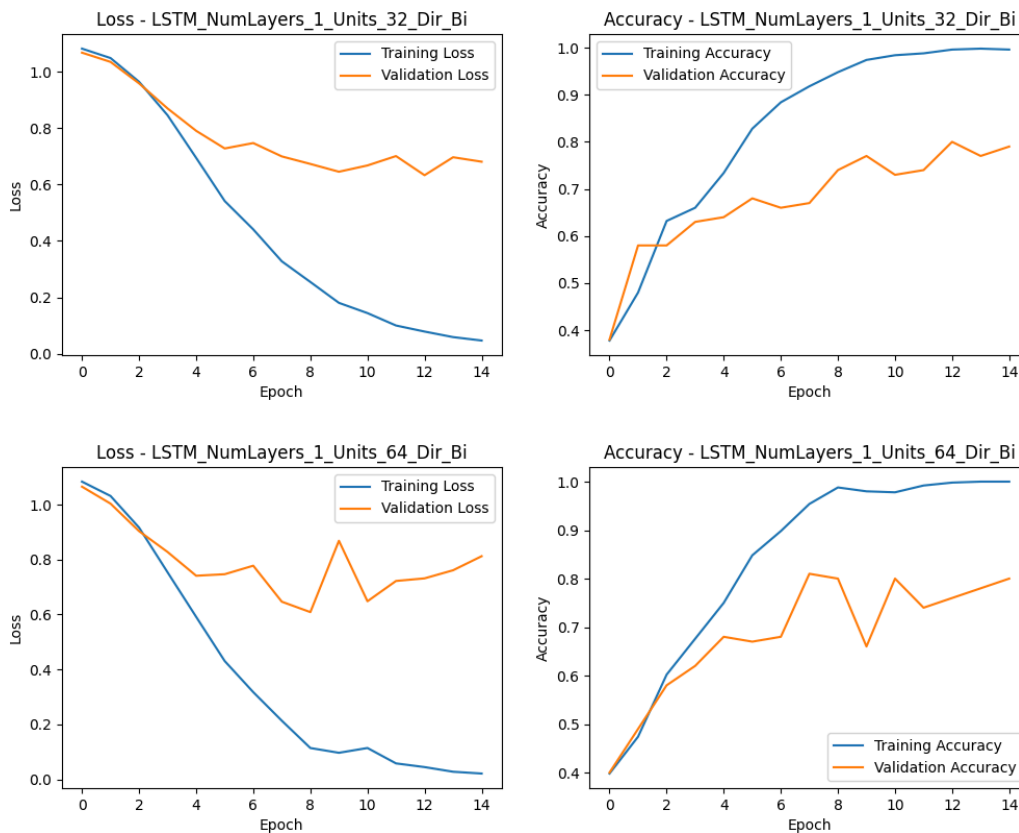 Loss - LSTM_NumLayers_1_Units_32_Dir_Bi
Training Loss
Validation Loss
1.0
0.8
0.6
0.4
0.2
0.0
Loss
0 2 4 6 8 10 12 14
Epoch
Accuracy - LSTM_NumLayers_1_Units_32_Dir_Bi
Training Accuracy
Validation Accuracy
1.0
0.9
0.8
0.7
0.6
0.5
0.4
Accuracy
0 2 4 6 8 10 12 14
Epoch
Loss - LSTM_NumLayers_1_Units_64_Dir_Bi
Training Loss
Validation Loss
1.0
0.8
0.6
0.4
0.2
0.0
Loss
0 2 4 6 8 10 12 14
Epoch
Accuracy - LSTM_NumLayers_1_Units_64_Dir_Bi
1.0
0.9
0.8
0.7
0.6
0.5
0.4
Accuracy
Training Accuracy
Validation Accuracy
0 2 4 6 8 10 12 14
Epoch